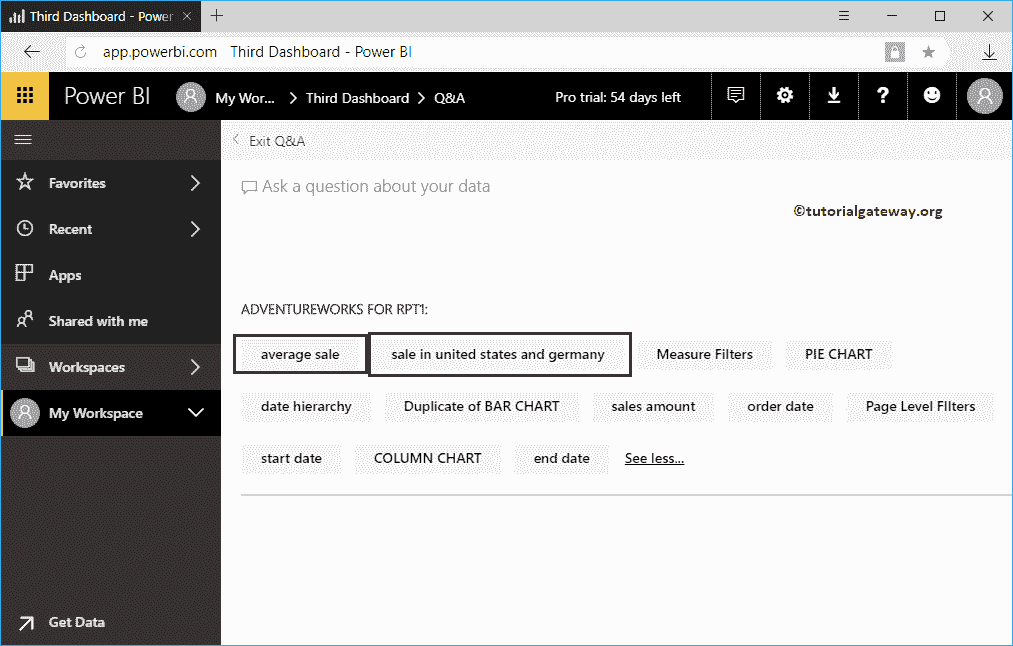 Third Dashboard - Power
app.powerbi.com Third Dashboard - Power BI
Power BI My Wor... Third Dashboard Q&A Pro trial: 54 days left
Exit Q&A
Favorites
Recent
Apps
Shared with me
Workspaces
My Workspace
Get Data
Ask a question about your data
©tutorialgateway.org
ADVENTUREWORKS FOR RPT1:
average sale sale in united states and germany Measure Filters PIE CHART
date hierarchy Duplicate of BAR CHART sales amount order date Page Level FIlters
start date COLUMN CHART end date See less...